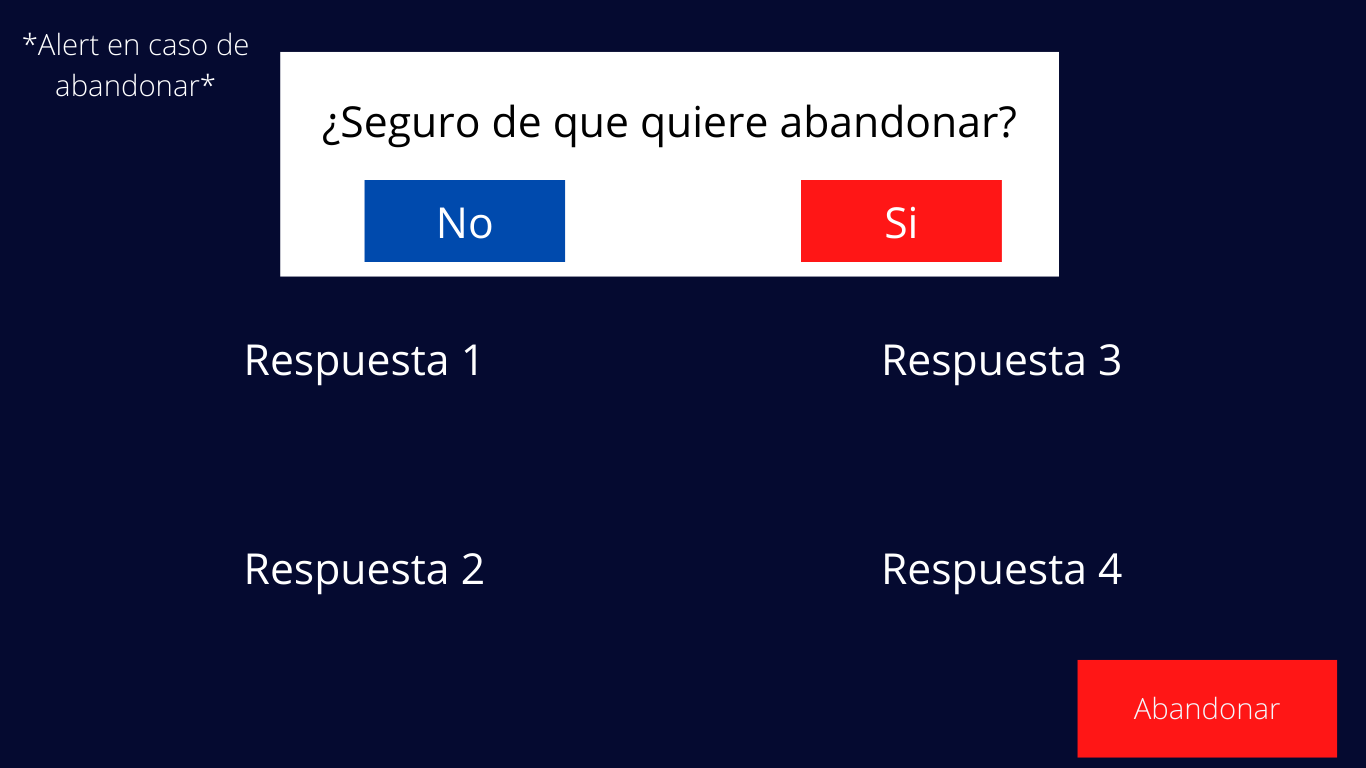 *Alert en caso de
abandonar*
¿Seguro de que quiere abandonar?
No
Si
Respuesta 1
Respuesta 3
Respuesta 2
Respuesta 4
Abandonar